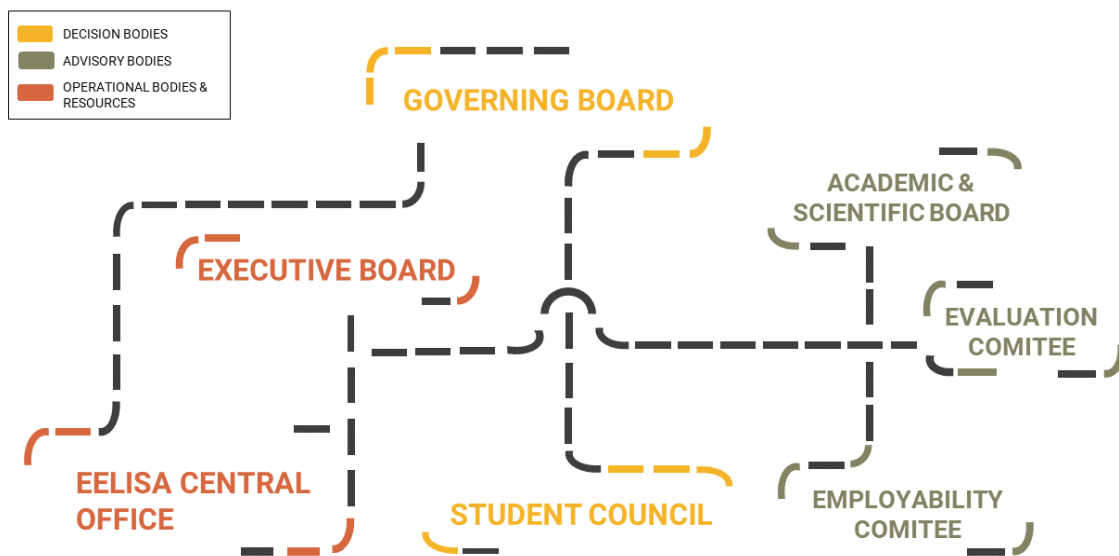 DECISION BODIES
ADVISORY BODIES
OPERATIONAL BODIES &
RESOURCES
GOVERNING BOARD
ACADEMIC &
SCIENTIFIC BOARD
EXECUTIVE BOARD
EVALUATION
COMITEE
EELISA CENTRAL
OFFICE
STUDENT COUNCIL
EMPLOYABILITY
COMITEE